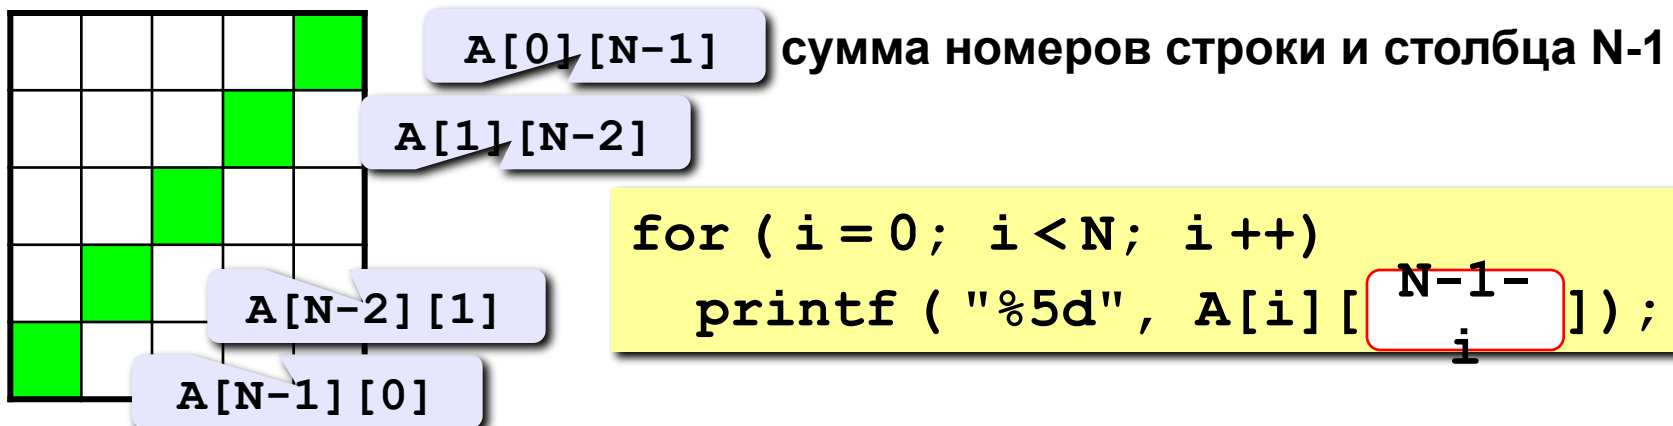 A[0][N-1] сумма номеров строки и столбца N-1
A[1][N-2]
for ( i = 0; i < N; i ++)
printf ( "%5d", A[i][ N-1-i ]);
A[N-2][1]
A[N-1][0]